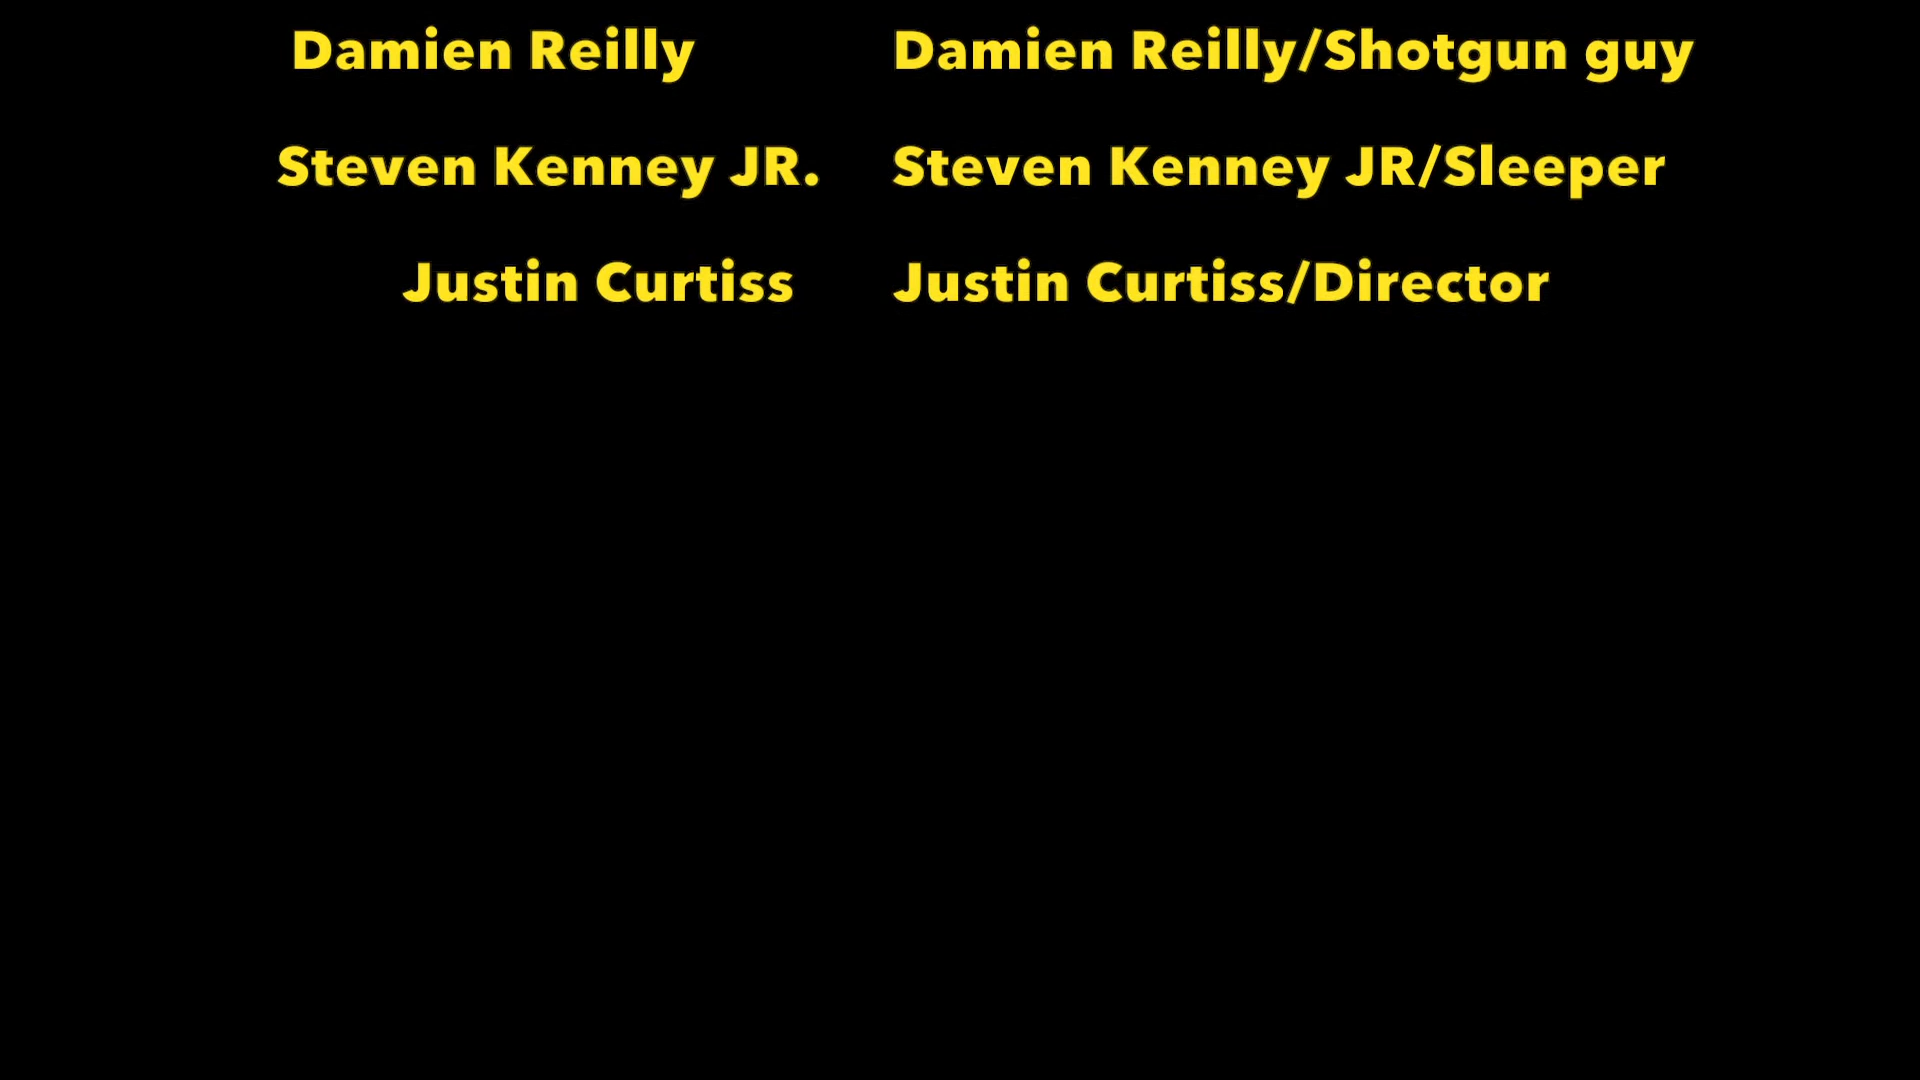 Damien Reilly Damien Reilly/Shotgun guy
Steven Kenney JR. Steven Kenney JR/Sleeper
Justin Curtiss Justin Curtiss/Director